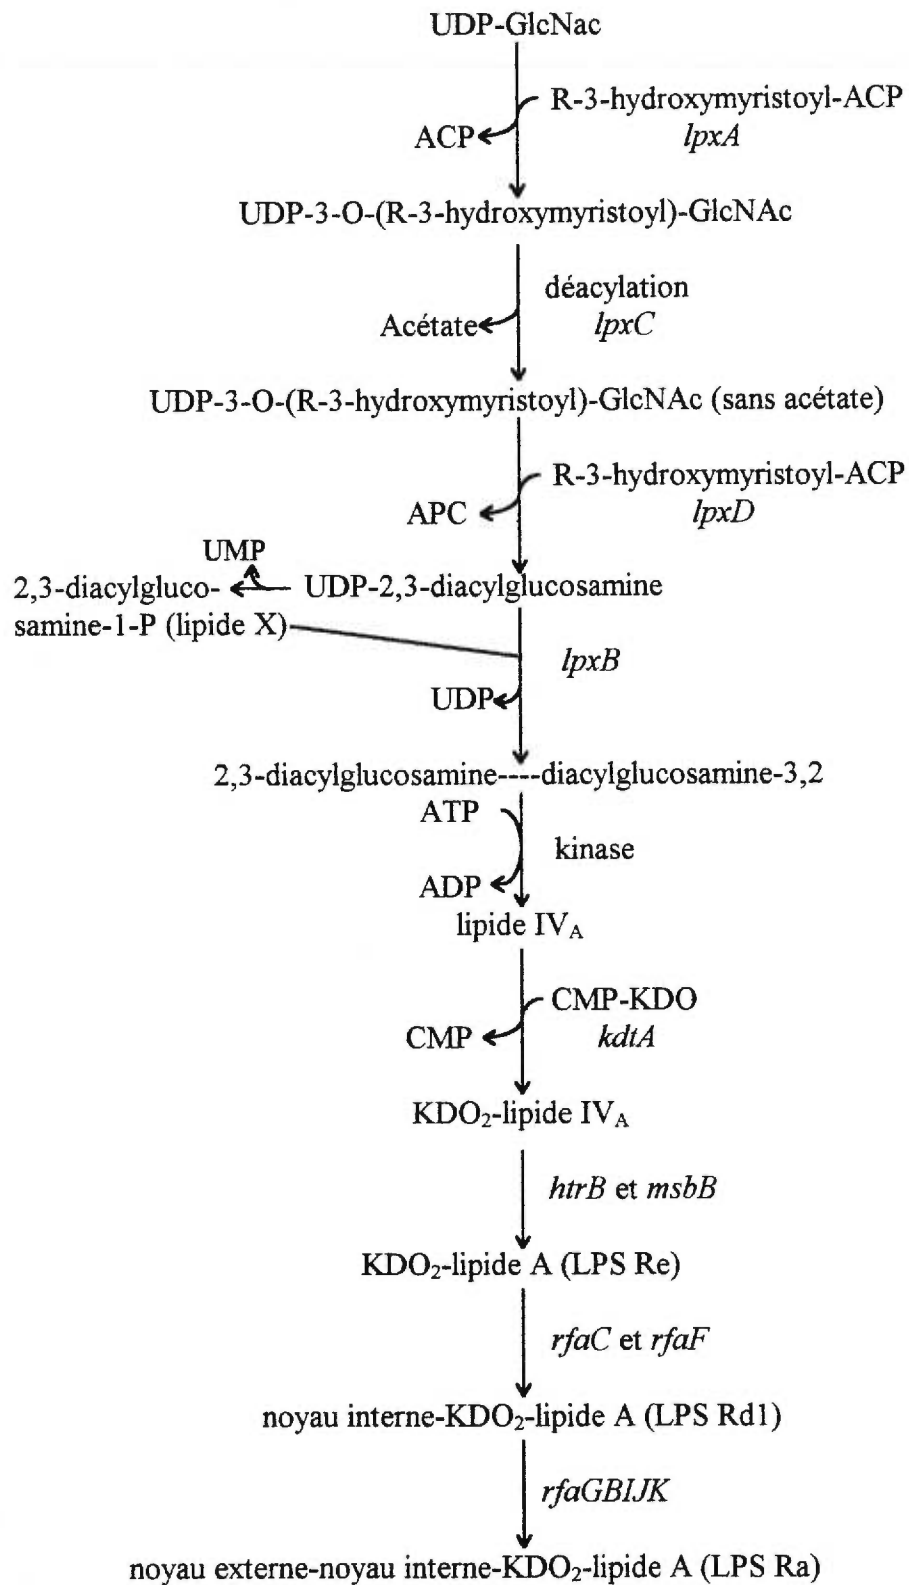 UDP-GlcNac
R-3-hydroxymyristoyl-ACP
ACP
lpxA
UDP-3-O-(R-3-hydroxymyristoyl)-GlcNAc
déacylation
Acétate
lpxC
UDP-3-O-(R-3-hydroxymyristoyl)-GlcNAc (sans acétate)
R-3-hydroxymyristoyl-ACP
APC
lpxD
UMP
2,3-diacylgluco-
UDP-2,3-diacylglucosamine
samine-1-P (lipide X)
lpxB
UDP
2,3-diacylglucosamine----diacylglucosamine-3,2
ATP
kinase
ADP
lipide IVA
CMP-KDO
CMP
kdtA
KDO2-lipide IVA
htrB et msbB
KDO2-lipide A (LPS Re)
rfaC et rfaF
noyau interne-KDO2-lipide A (LPS Rd1)
rfaGBIJK
noyau externe-noyau interne-KDO2-lipide A (LPS Ra)